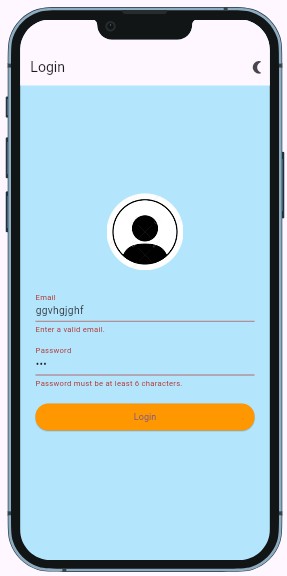 Login
Email
ggvhgjghf
Enter a valid email.
Password
•••
Password must be at least 6 characters.
Login